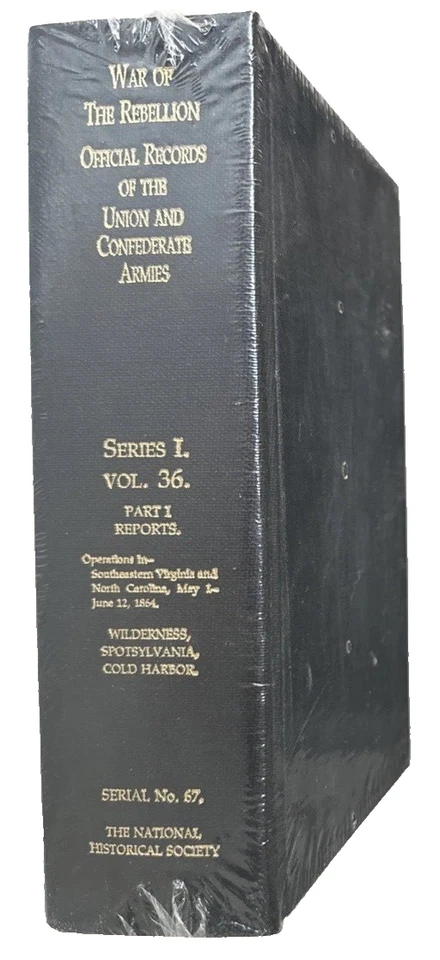 WAR OF
THE REBELLION
OFFICIAL RECORDS
OF THE
UNION AND
CONFEDERATE
ARMIES
SERIES I.
VOL. 36.
PART 1
REPORTS.
Operations in—
Southeastern Virginia and
North Carolina, May 1.—
June 12, 1864.
WILDERNESS,
SPOTSYLVANIA,
COLD HARBOR.
SERIAL No. 67.
THE NATIONAL
HISTORICAL SOCIETY